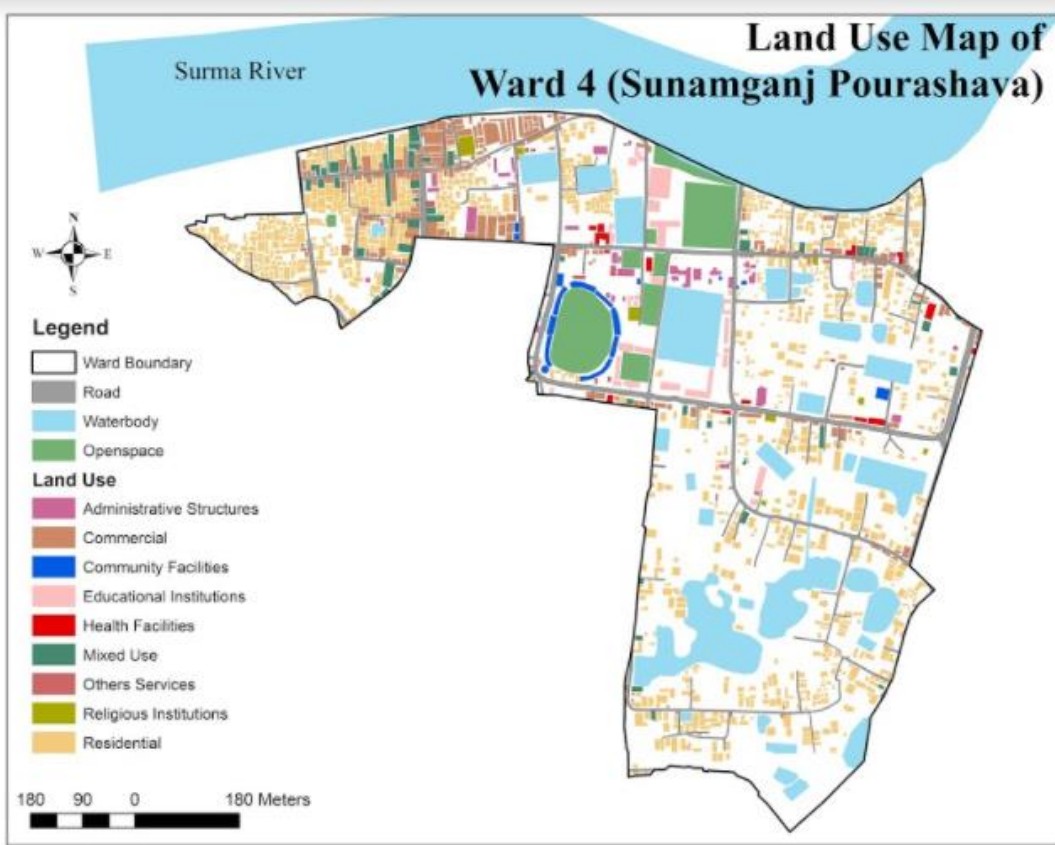 Land Use Map of
Ward 4 (Sunamganj Pourashava)
Surma River
N
W E
S
Legend
Ward Boundary
Road
Waterbody
Openspace
Land Use
Administrative Structures
Commercial
Community Facilities
Educational Institutions
Health Facilities
Mixed Use
Others Services
Religious Institutions
Residential
180 90 0 180 Meters